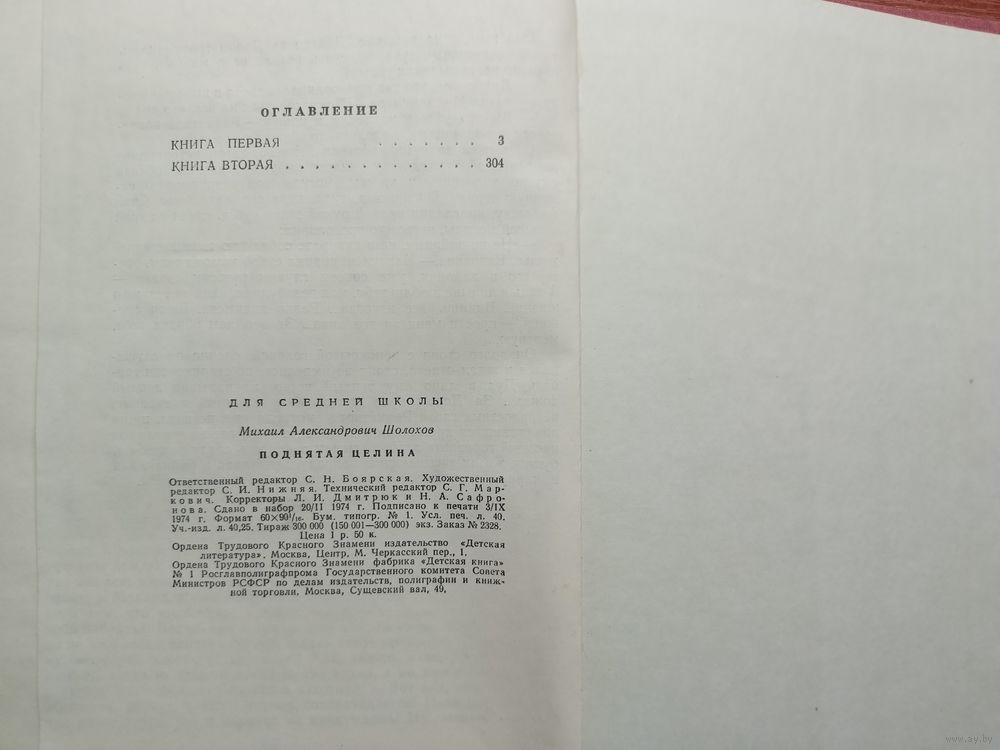 ОГЛАВЛЕНИЕ
КНИГА ПЕРВАЯ . . . . . . . 3
КНИГА ВТОРАЯ . . . . . . . . . . . . . 304
ДЛЯ СРЕДНЕЙ ШКОЛЫ
Михаил Александрович Шолохов
ПОДНЯТАЯ ЦЕЛИНА
Ответственный редактор С. Н. Боярская. Художественный
редактор С. И. Нижняя. Технический редактор С. Г. Мар-
кович. Корректоры Л. И. Дмитрюк и Н. А. Сафро-
нова. Сдано в набор 20/II 1974 г. Подписано к печати 3/IX
1974 г. Формат 60×90¹/₁₆. Бум. типогр. № 1. Усл. печ. л. 40.
Уч.-изд. л. 40,25. Тираж 300 000 (150 001—300 000) экз. Заказ № 2328.
Цена 1 р. 50 к.
Ордена Трудового Красного Знамени издательство «Детская
литература». Москва, Центр, М. Черкасский пер., 1.
Ордена Трудового Красного Знамени фабрика «Детская книга»
№ 1 Росглавполиграфпрома Государственного комитета Совета
Министров РСФСР по делам издательств, полиграфии и книж-
ной торговли. Москва, Сущевский вал, 49.
www.ay.by